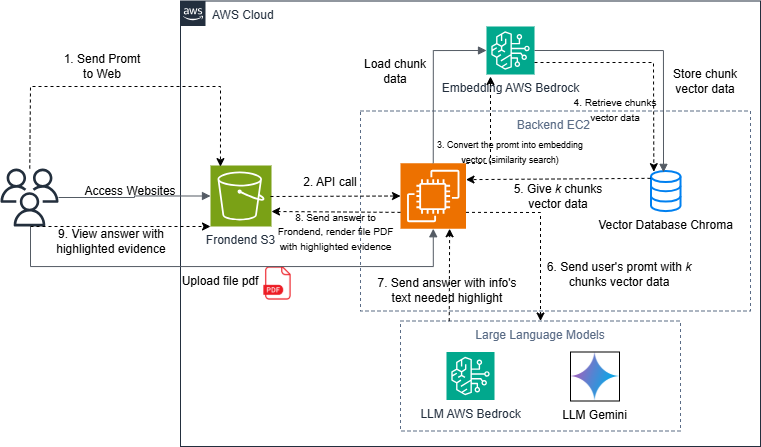 aws
AWS Cloud
1. Send Promt
to Web
Load chunk
data
Embedding AWS Bedrock
Store chunk
vector data
4. Retrieve chunks
vector data
Backend EC2
3. Convert the promt into embedding
vector (similarity search)
2. API call
Access Websites
5. Give k chunks
vector data
Vector Database Chroma
8. Send answer to
Frondend, render file PDF
with highlighted evidence
Frondend S3
9. View answer with
highlighted evidence
6. Send user's promt with k
chunks vector data
Upload file pdf
PDF
7. Send answer with info's
text needed highlight
Large Language Models
LLM AWS Bedrock
LLM Gemini